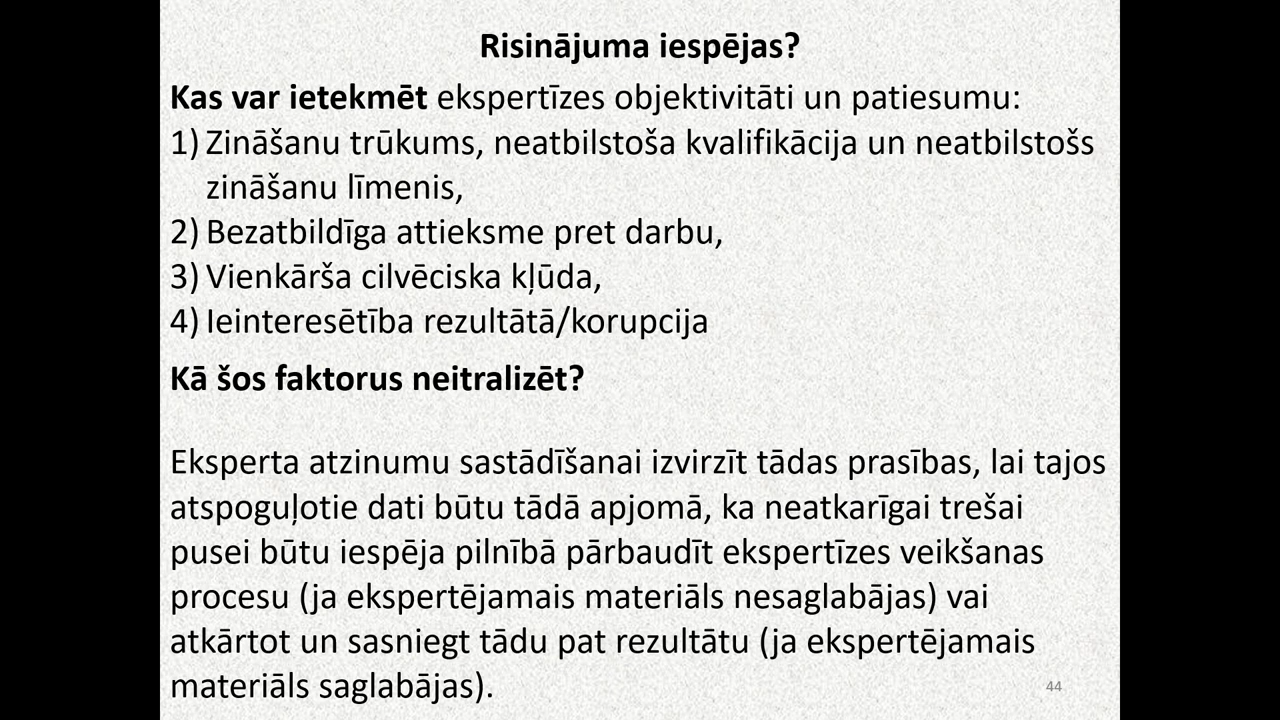 Risinājuma iespējas?
Kas var ietekmēt ekspertīzes objektivitāti un patiesumu:
1) Zināšanu trūkums, neatbilstoša kvalifikācija un neatbilstošs
zināšanu līmenis,
2) Bezatbildīga attieksme pret darbu,
3) Vienkārša cilvēciska kļūda,
4) Ieinteresētība rezultātā/korupcija
Kā šos faktorus neitralizēt?
Eksperta atzinumu sastādīšanai izvirzīt tādas prasības, lai tajos
atspoguļotie dati būtu tādā apjomā, ka neatkarīgai trešai
pusei būtu iespēja pilnībā pārbaudīt ekspertīzes veikšanas
procesu (ja ekspertējamais materiāls nesaglabājas) vai
atkārtot un sasniegt tādu pat rezultātu (ja ekspertējamais
materiāls saglabājas).
44